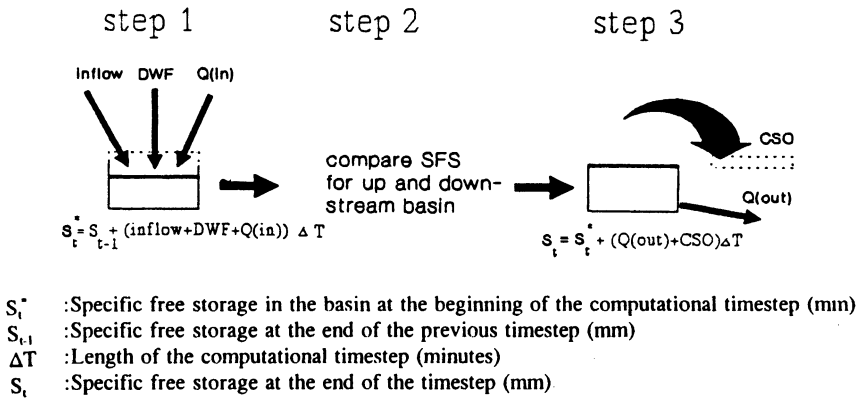 step 1 step 2 step 3
Inflow DWF Q(in)
CSO
compare SFS
for up and down-
stream basin
Q(out)
S*t = St-1 + (inflow+DWF+Q(in)) ΔT
St = S*t + (Q(out)+CSO)ΔT
St* :Specific free storage in the basin at the beginning of the computational timestep (mm)
St-1 :Specific free storage at the end of the previous timestep (mm)
ΔT :Length of the computational timestep (minutes)
St :Specific free storage at the end of the timestep (mm)